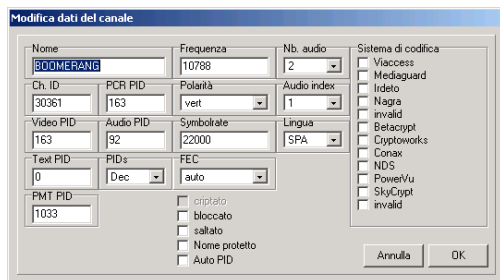 Modifica dati del canale
Nome
BOOMERANG
Frequenza
10788
Nb. audio
2
Ch. ID
30361
PCR PID
163
Polarità
vert
Audio index
1
Video PID
163
Audio PID
92
Symbolrate
22000
Lingua
SPA
Text PID
0
PIDs
Dec
FEC
auto
PMT PID
1033
criptato
bloccato
saltato
Nome protetto
Auto PID
Sistema di codifica
Viaccess
Mediaguard
Irdeto
Nagra
invalid
Betacrypt
Cryptoworks
Conax
NDS
PowerVu
SkyCrypt
invalid
Annulla
OK